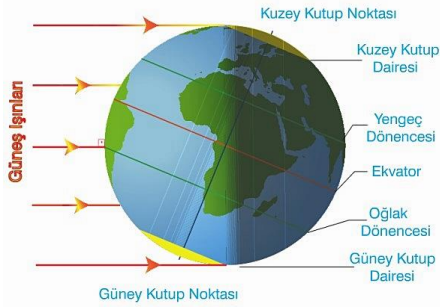 Kuzey Kutup Noktası
Kuzey Kutup
Dairesi
Yengeç
Dönencesi
Ekvator
Oğlak
Dönencesi
Güney Kutup
Dairesi
Güney Kutup Noktası
Güneş Işınları